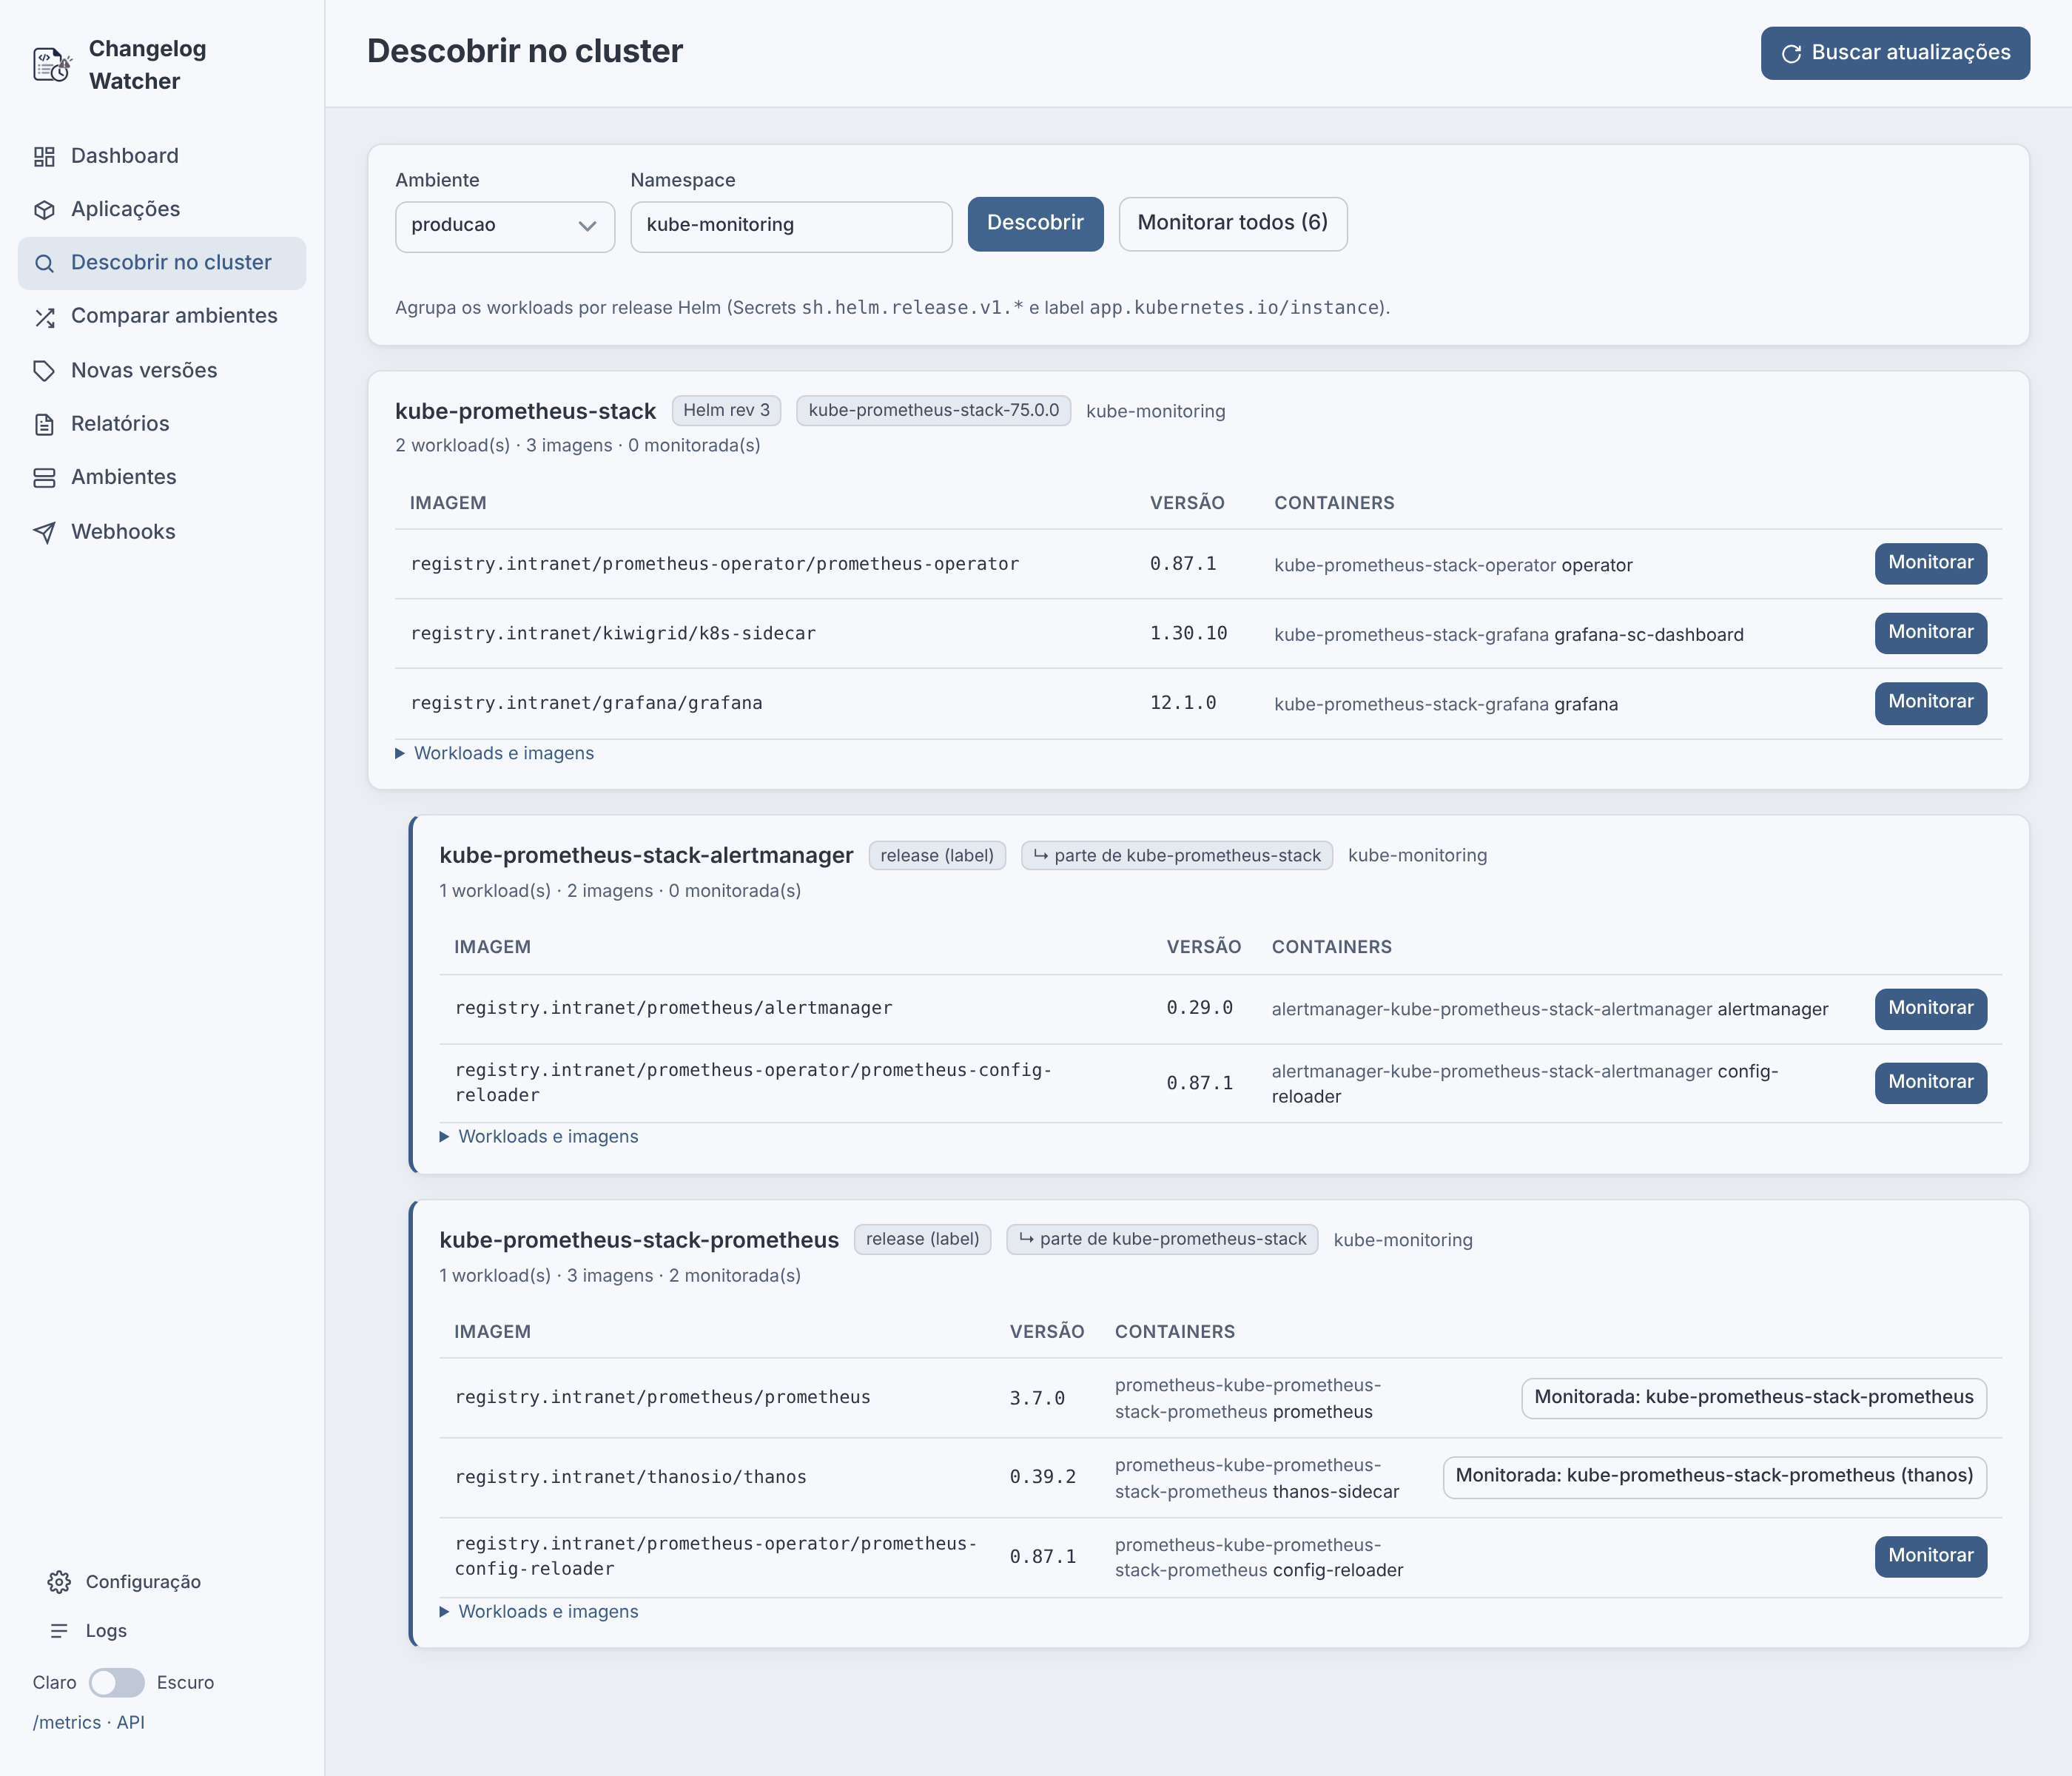 Changelog
Watcher
Dashboard
Aplicações
Descobrir no cluster
Comparar ambientes
Novas versões
Relatórios
Ambientes
Webhooks
Configuração
Logs
Claro Escuro
/metrics · API
Descobrir no cluster
Buscar atualizações
Ambiente Namespace
producao kube-monitoring Descobrir Monitorar todos (6)
Agrupa os workloads por release Helm (Secrets sh.helm.release.v1.* e label app.kubernetes.io/instance).
kube-prometheus-stack Helm rev 3 kube-prometheus-stack-75.0.0 kube-monitoring
2 workload(s) · 3 imagens · 0 monitorada(s)
IMAGEM VERSÃO CONTAINERS
registry.intranet/prometheus-operator/prometheus-operator 0.87.1 kube-prometheus-stack-operator operator Monitorar
registry.intranet/kiwigrid/k8s-sidecar 1.30.10 kube-prometheus-stack-grafana grafana-sc-dashboard Monitorar
registry.intranet/grafana/grafana 12.1.0 kube-prometheus-stack-grafana grafana Monitorar
▶ Workloads e imagens
kube-prometheus-stack-alertmanager release (label) ↳ parte de kube-prometheus-stack kube-monitoring
1 workload(s) · 2 imagens · 0 monitorada(s)
IMAGEM VERSÃO CONTAINERS
registry.intranet/prometheus/alertmanager 0.29.0 alertmanager-kube-prometheus-stack-alertmanager alertmanager Monitorar
registry.intranet/prometheus-operator/prometheus-config-
reloader 0.87.1 alertmanager-kube-prometheus-stack-alertmanager config-
reloader Monitorar
▶ Workloads e imagens
kube-prometheus-stack-prometheus release (label) ↳ parte de kube-prometheus-stack kube-monitoring
1 workload(s) · 3 imagens · 2 monitorada(s)
IMAGEM VERSÃO CONTAINERS
registry.intranet/prometheus/prometheus 3.7.0 prometheus-kube-prometheus-
stack-prometheus prometheus Monitorada: kube-prometheus-stack-prometheus
registry.intranet/thanosio/thanos 0.39.2 prometheus-kube-prometheus-
stack-prometheus thanos-sidecar Monitorada: kube-prometheus-stack-prometheus (thanos)
registry.intranet/prometheus-operator/prometheus-
config-reloader 0.87.1 prometheus-kube-prometheus-
stack-prometheus config-reloader Monitorar
▶ Workloads e imagens